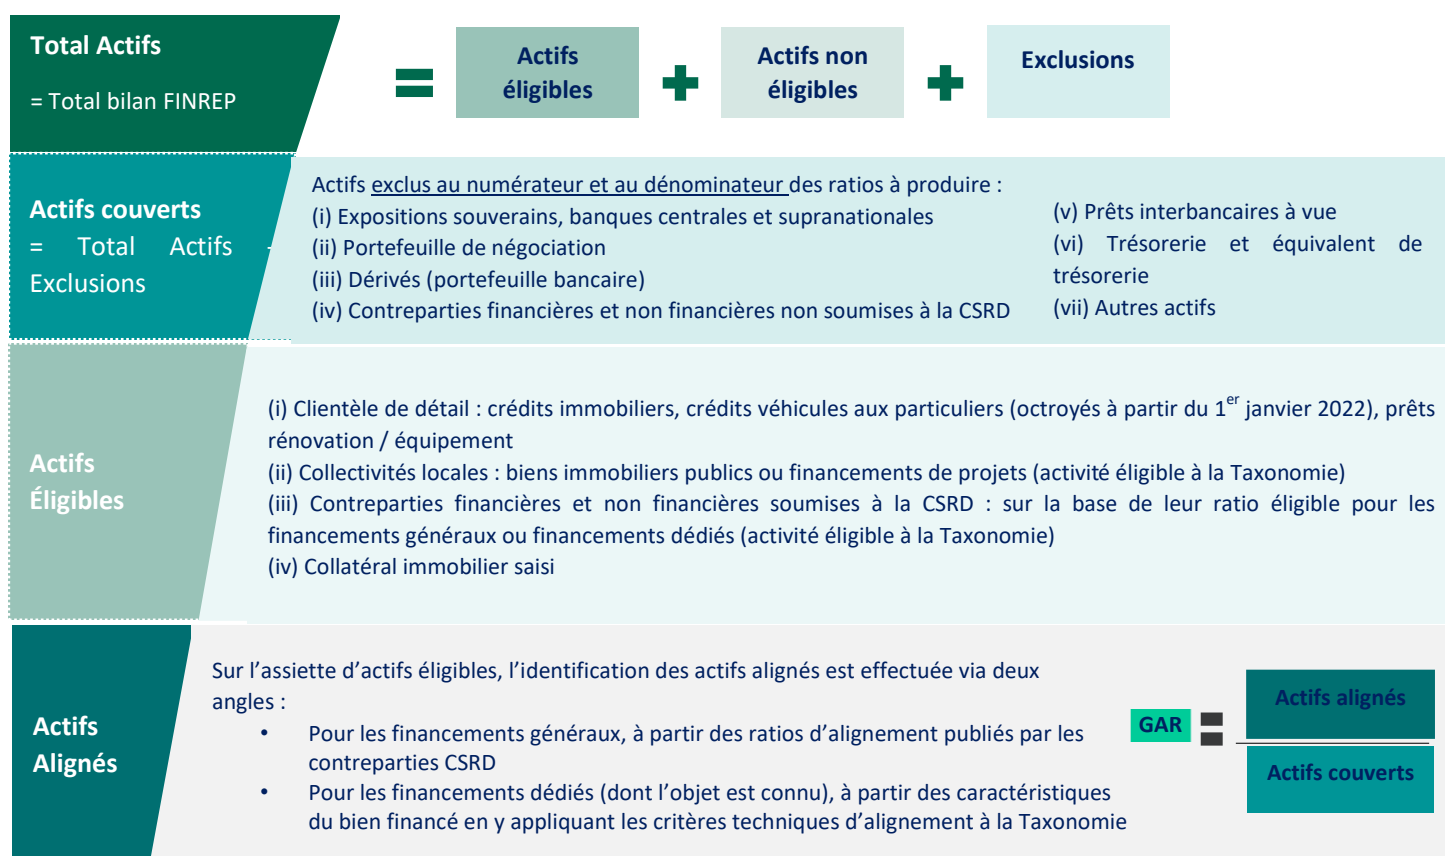 Total Actifs
= Total bilan FINREP
=
Actifs
éligibles
+
Actifs non
éligibles
+
Exclusions
Actifs couverts
= Total Actifs -
Exclusions
Actifs exclus au numérateur et au dénominateur des ratios à produire :
(i) Expositions souverains, banques centrales et supranationales
(ii) Portefeuille de négociation
(iii) Dérivés (portefeuille bancaire)
(iv) Contreparties financières et non financières non soumises à la CSRD
(v) Prêts interbancaires à vue
(vi) Trésorerie et équivalent de
trésorerie
(vii) Autres actifs
Actifs
Éligibles
(i) Clientèle de détail : crédits immobiliers, crédits véhicules aux particuliers (octroyés à partir du 1er janvier 2022), prêts
rénovation / équipement
(ii) Collectivités locales : biens immobiliers publics ou financements de projets (activité éligible à la Taxonomie)
(iii) Contreparties financières et non financières soumises à la CSRD : sur la base de leur ratio éligible pour les
financements généraux ou financements dédiés (activité éligible à la Taxonomie)
(iv) Collatéral immobilier saisi
Actifs
Alignés
Sur l’assiette d’actifs éligibles, l’identification des actifs alignés est effectuée via deux
angles :
• Pour les financements généraux, à partir des ratios d’alignement publiés par les
contreparties CSRD
• Pour les financements dédiés (dont l’objet est connu), à partir des caractéristiques
du bien financé en y appliquant les critères techniques d’alignement à la Taxonomie
GAR =
Actifs alignés
Actifs couverts